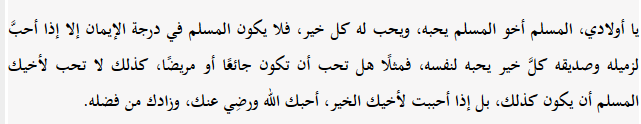 يا أولادي، المسلم أخو المسلم يحبه، ويحب له كل خير، فلا يكون المسلم في درجة الإيمان إلا إذا أحبَّ
لزميله وصديقه كلَّ خير يحبه لنفسه، فمثلًا هل تحب أن تكون جائعًا أو مريضًا، كذلك لا تحب لأخيك
المسلم أن يكون كذلك، بل إذا أحببت لأخيك الخير، أحبك الله ورضِي عنك، وزادك من فضله.